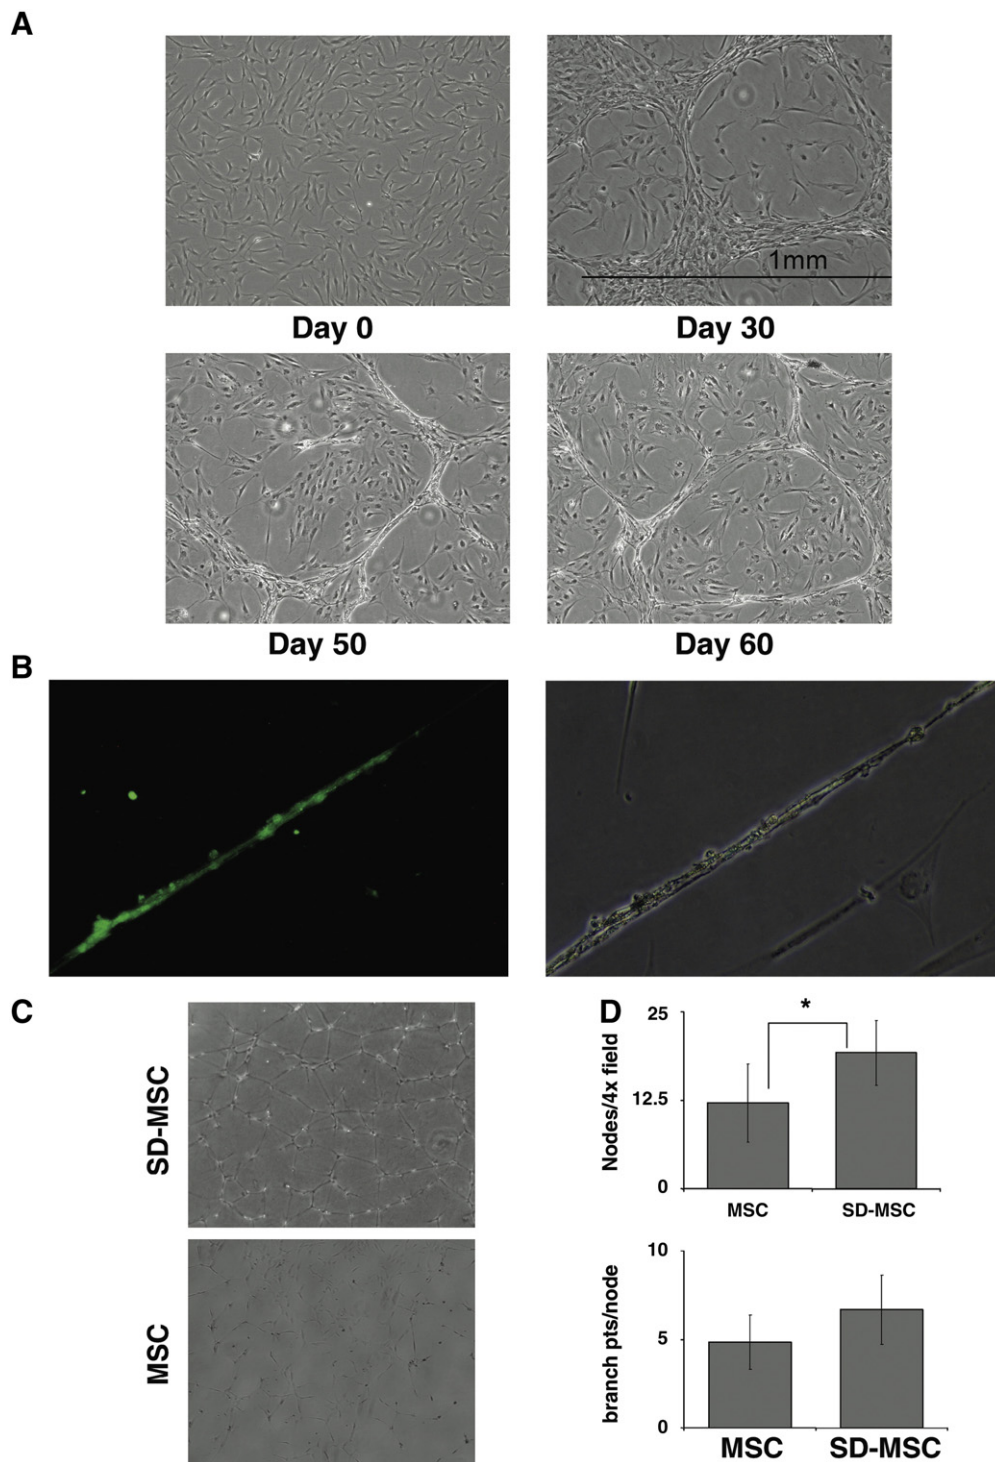 A
1mm
Day 0
Day 30
Day 50
Day 60
B
C
SD-MSC
MSC
D
*
Nodes/4x field
25
12.5
0
MSC
SD-MSC
branch pts/node
10
5
0
MSC
SD-MSC